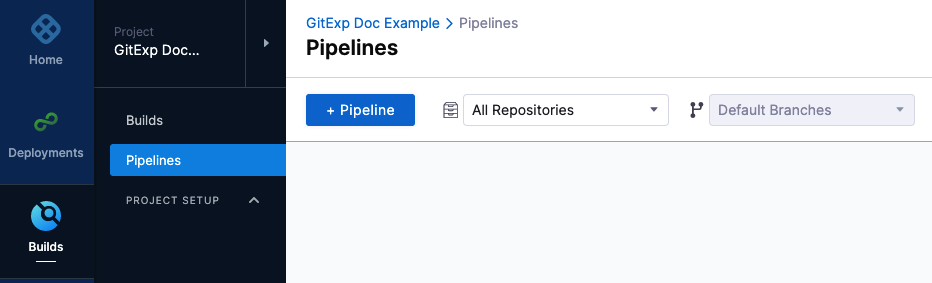 Home
Deployments
Builds
Project
GitExp Doc...
Builds
Pipelines
PROJECT SETUP
GitExp Doc Example > Pipelines
Pipelines
+ Pipeline
All Repositories
Default Branches